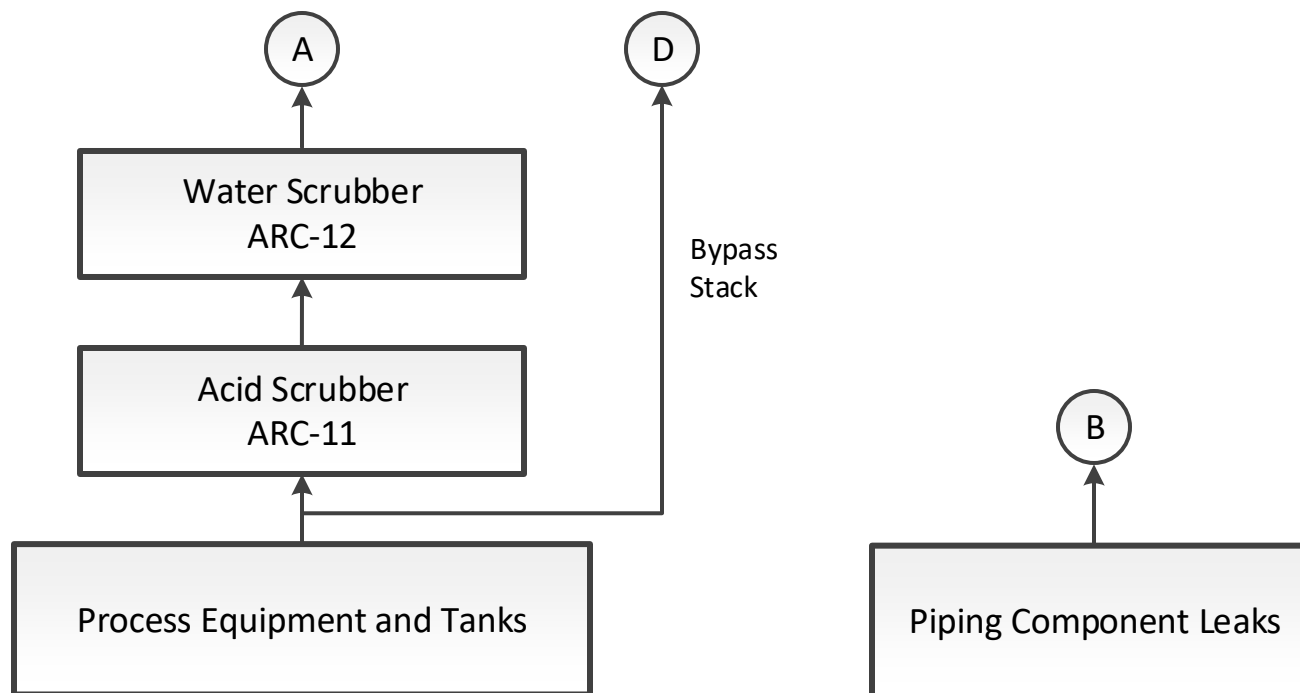 A
D
Water Scrubber
ARC-12
Bypass
Stack
Acid Scrubber
ARC-11
B
Process Equipment and Tanks
Piping Component Leaks